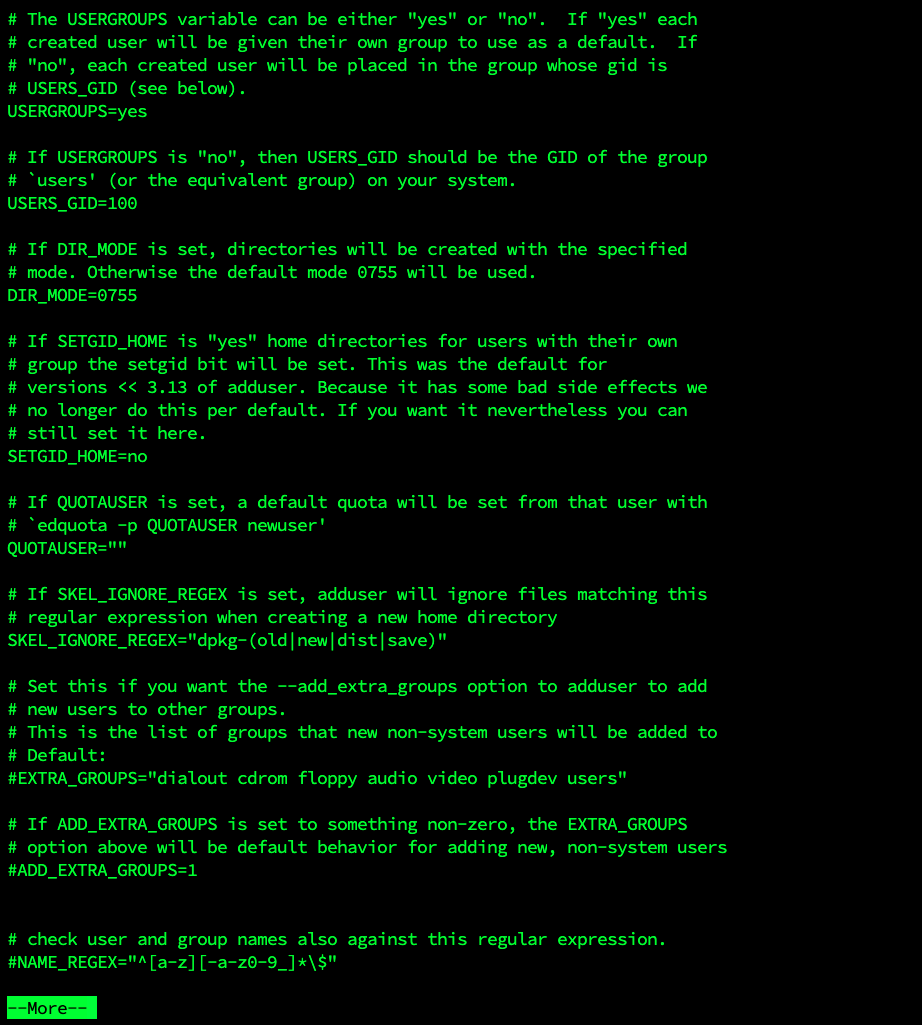 # The USERGROUPS variable can be either "yes" or "no".  If "yes" each
# created user will be given their own group to use as a default.  If
# "no", each created user will be placed in the group whose gid is
# USERS_GID (see below).
USERGROUPS=yes

# If USERGROUPS is "no", then USERS_GID should be the GID of the group
# `users' (or the equivalent group) on your system.
USERS_GID=100

# If DIR_MODE is set, directories will be created with the specified
# mode. Otherwise the default mode 0755 will be used.
DIR_MODE=0755

# If SETGID_HOME is "yes" home directories for users with their own
# group the setgid bit will be set. This was the default for
# versions << 3.13 of adduser. Because it has some bad side effects we
# no longer do this per default. If you want it nevertheless you can
# still set it here.
SETGID_HOME=no

# If QUOTAUSER is set, a default quota will be set from that user with
# `edquota -p QUOTAUSER newuser'
QUOTAUSER=""

# If SKEL_IGNORE_REGEX is set, adduser will ignore files matching this
# regular expression when creating a new home directory
SKEL_IGNORE_REGEX="dpkg-(old|new|dist|save)"

# Set this if you want the --add_extra_groups option to adduser to add
# new users to other groups.
# This is the list of groups that new non-system users will be added to
# Default:
#EXTRA_GROUPS="dialout cdrom floppy audio video plugdev users"

# If ADD_EXTRA_GROUPS is set to something non-zero, the EXTRA_GROUPS
# option above will be default behavior for adding new, non-system users
#ADD_EXTRA_GROUPS=1


# check user and group names also against this regular expression.
#NAME_REGEX="^[a-z][-a-z0-9_]*\$"

--More--